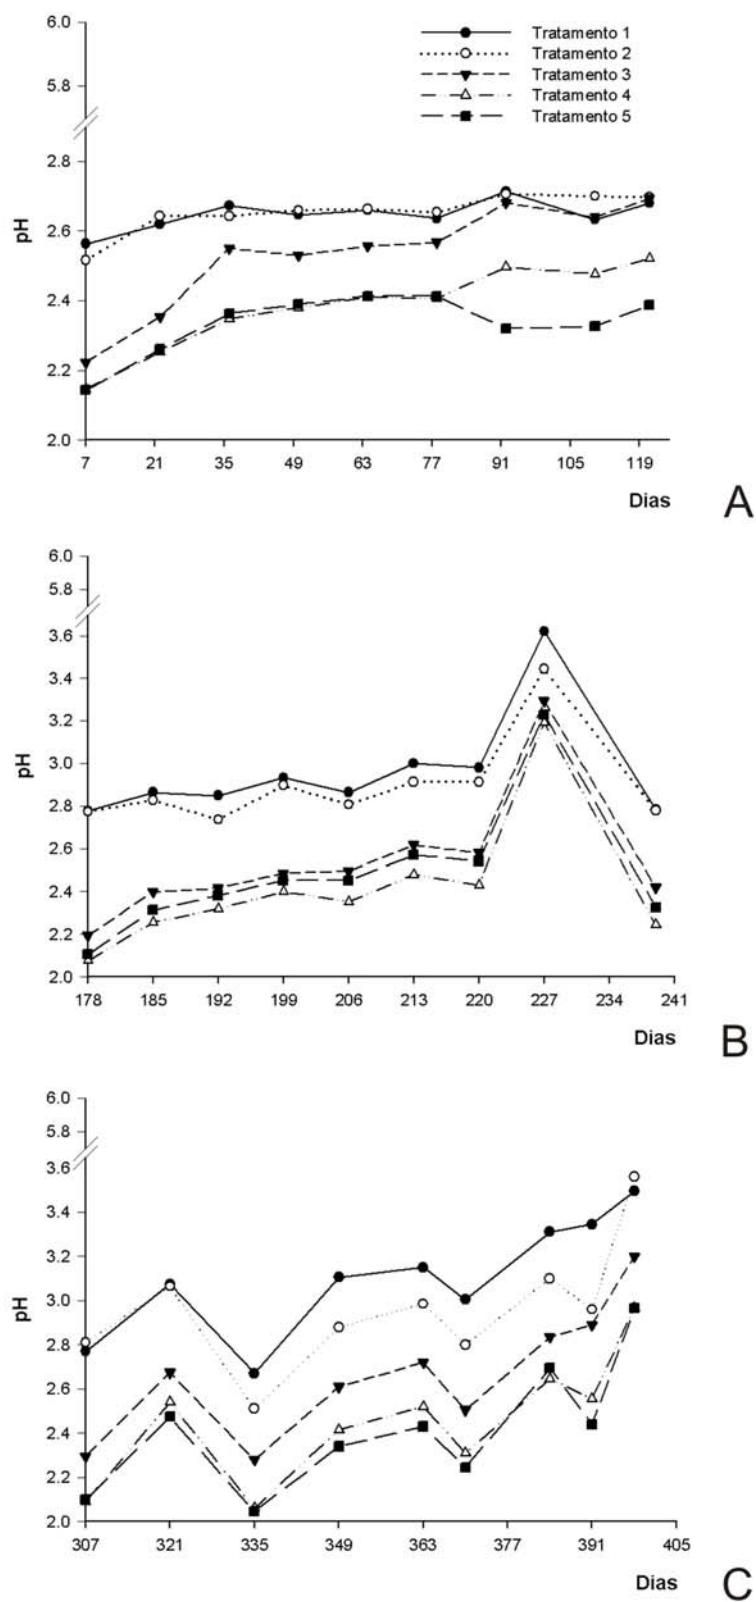 6.0
Tratamento 1
Tratamento 2
5.8
Tratamento 3
Tratamento 4
Tratamento 5
2.8
pH
2.6
2.4
2.2
2.0
7 21 35 49 63 77 91 105 119
Dias
A
6.0
5.8
3.6
3.4
3.2
pH
3.0
2.8
2.6
2.4
2.2
2.0
178 185 192 199 206 213 220 227 234 241
Dias
B
6.0
5.8
3.6
3.4
3.2
pH
3.0
2.8
2.6
2.4
2.2
2.0
307 321 335 349 363 377 391 405
Dias
C